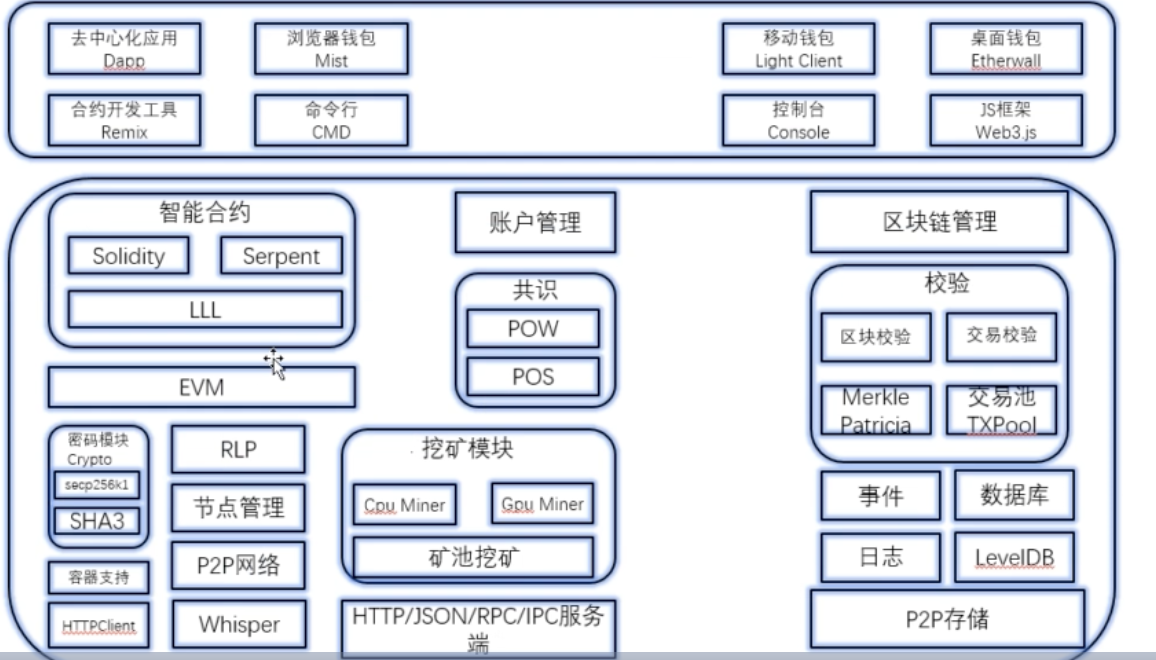 去中心化应用
Dapp
浏览器钱包
Mist
移动钱包
Light Client
桌面钱包
Etherwall
合约开发工具
Remix
命令行
CMD
控制台
Console
JS框架
Web3.js
智能合约
Solidity
Serpent
LLL
EVM
账户管理
共识
POW
POS
区块链管理
校验
区块校验
交易校验
Merkle
Patricia
交易池
TXPool
密码模块
Crypto
secp256k1
SHA3
容器支持
HTTPClient
RLP
节点管理
P2P网络
Whisper
挖矿模块
Cpu Miner
Gpu Miner
矿池挖矿
HTTP/JSON/RPC/IPC服务
端
事件
数据库
日志
LevelDB
P2P存储